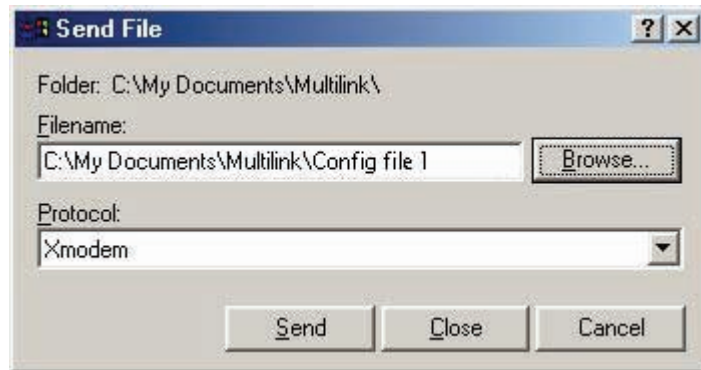 Send File
Folder: C:\My Documents\Multilink\
Filename:
C:\My Documents\Multilink\Config file 1
Browse...
Protocol:
Xmodem
Send Close Cancel